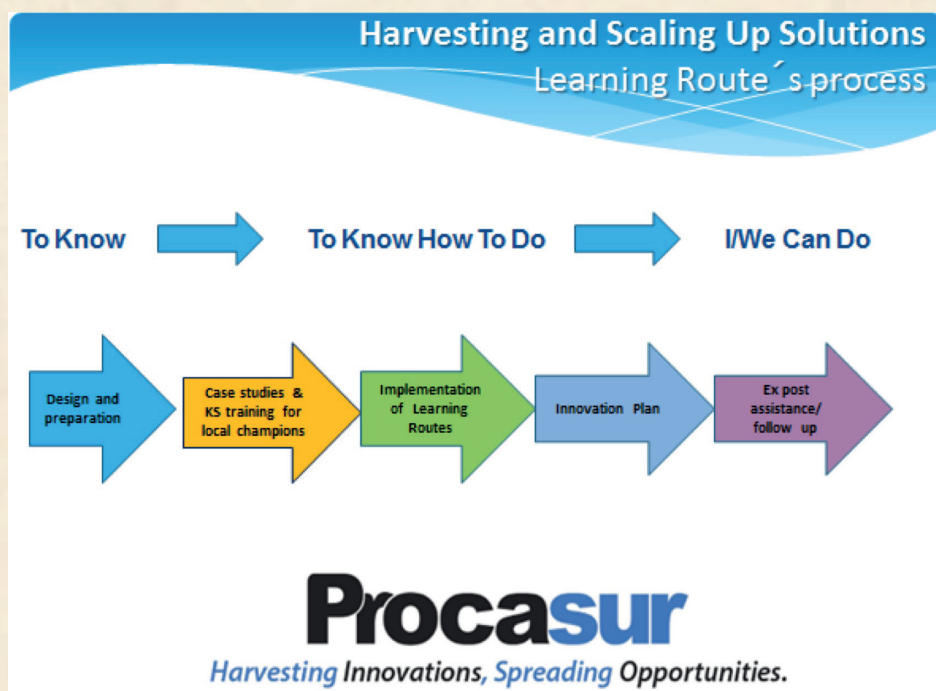 Harvesting and Scaling Up Solutions
Learning Route´s process
To Know
To Know How To Do
I/We Can Do
Design and
preparation
Case studies &
KS training for
local champions
Implementation
of Learning
Routes
Innovation Plan
Ex post
assistance/
follow up
Procasur
Harvesting Innovations, Spreading Opportunities.